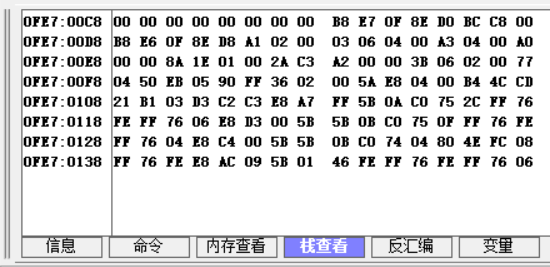 0FE7:00C8 00 00 00 00 00 00 00 00 B8 E7 0F 8E D0 BC C8 00
0FE7:00D8 B8 E6 0F 8E D8 A1 02 00 03 06 04 00 A3 04 00 A0
0FE7:00E8 00 00 8A 1E 01 00 2A C3 A2 00 00 3B 06 02 00 77
0FE7:00F8 04 50 EB 05 90 FF 36 02 00 5A E8 04 00 B4 4C CD
0FE7:0108 21 B1 03 D3 C2 C3 E8 A7 FF 5B 0A C0 75 2C FF 76
0FE7:0118 FE FF 76 06 E8 D3 00 5B 5B 0B C0 75 0F FF 76 FE
0FE7:0128 FF 76 04 E8 C4 00 5B 5B 0B C0 74 04 80 4E FC 08
0FE7:0138 FF 76 FE E8 AC 09 5B 01 46 FE FF 76 FE FF 76 06
信息 命令 内存查看 栈查看 反汇编 变量